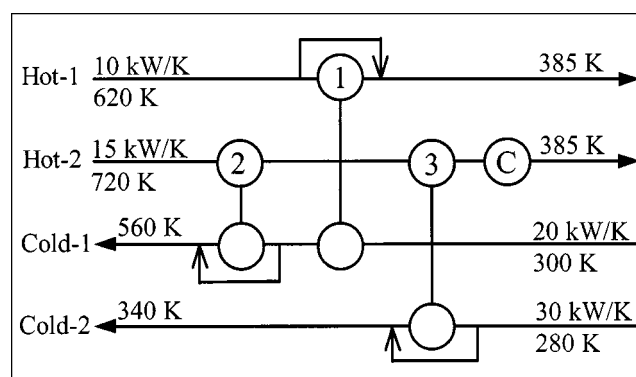 Hot-1 10 kW/K 1 385 K
620 K
Hot-2 15 kW/K 2 3 C 385 K
720 K
Cold-1 560 K 20 kW/K
300 K
Cold-2 340 K 30 kW/K
280 K